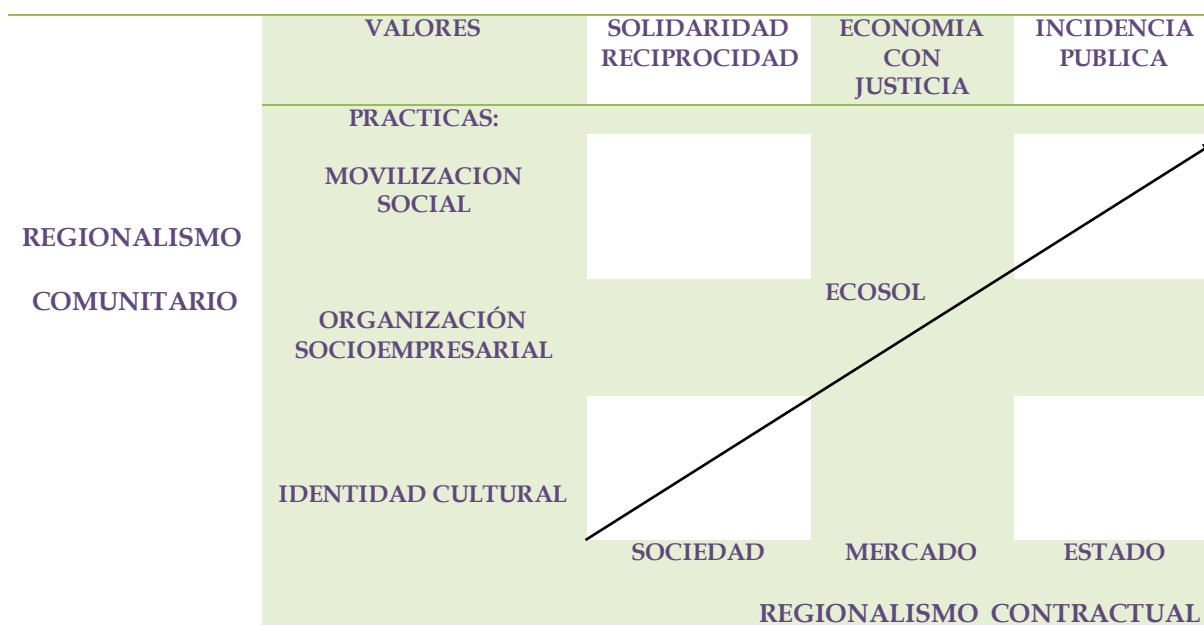 VALORES
SOLIDARIDAD
RECIPROCIDAD
ECONOMIA
CON
JUSTICIA
INCIDENCIA
PUBLICA
PRACTICAS:
MOVILIZACION
SOCIAL
REGIONALISMO
COMUNITARIO
ECOSOL
ORGANIZACIÓN
SOCIOEMPRESARIAL
IDENTIDAD CULTURAL
SOCIEDAD
MERCADO
ESTADO
REGIONALISMO CONTRACTUAL